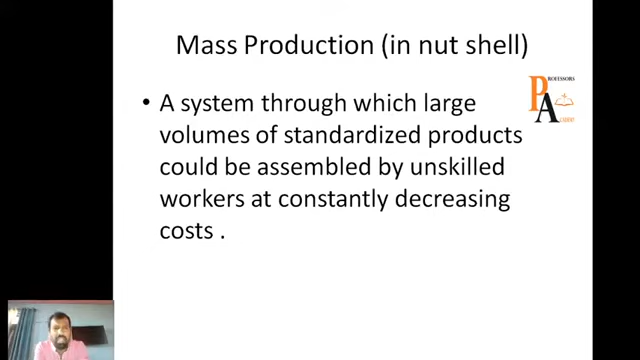 Mass Production (in nut shell)
PROFESSORS
ACADEMY
• A system through which large
volumes of standardized products
could be assembled by unskilled
workers at constantly decreasing
costs .